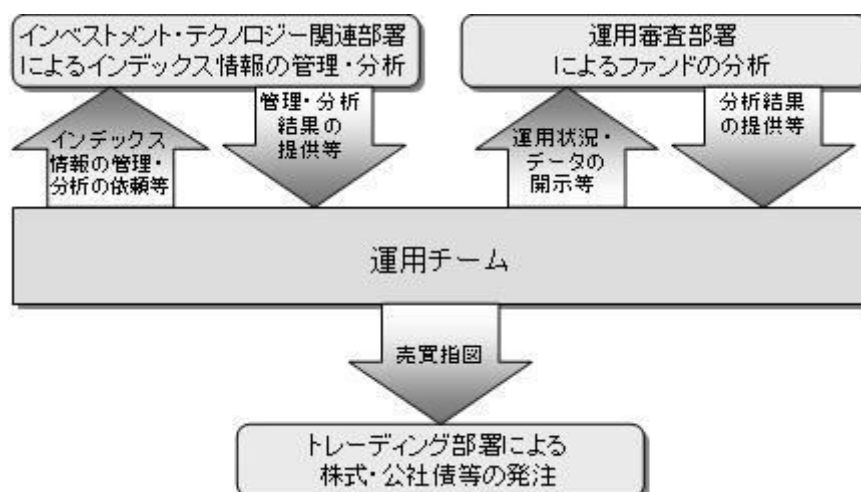 インベストメント・テクノロジー関連部署
によるインデックス情報の管理・分析
運用審査部署
によるファンドの分析
インデックス
情報の管理・
分析の依頼等
管理・分析
結果の
提供等
運用状況・
データの
開示等
分析結果
の提供等
運用チーム
売買指図
トレーディング部署による
株式・公社債等の発注